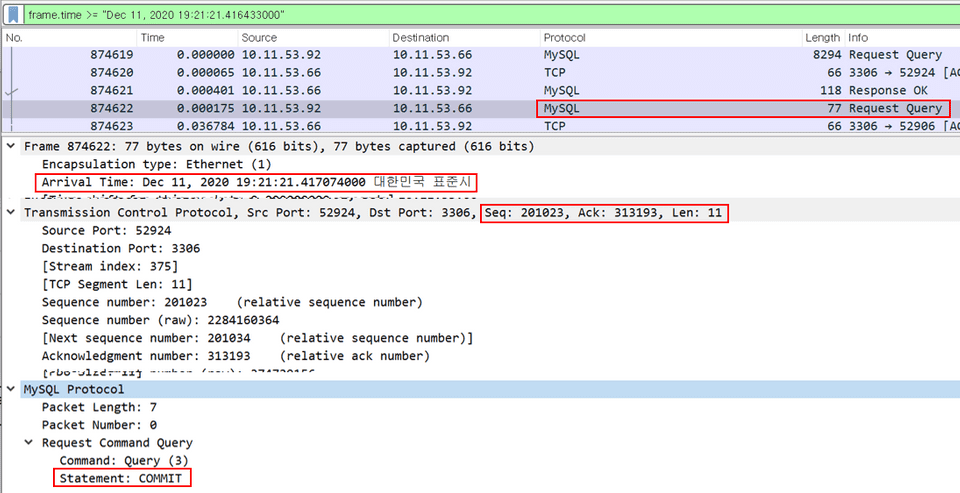 frame.time >= "Dec 11, 2020 19:21:21.416433000"
No. Time Source Destination Protocol Length Info
874619 0.000000 10.11.53.92 10.11.53.66 MySQL 8294 Request Query
874620 0.000065 10.11.53.66 10.11.53.92 TCP 66 3306 → 52924 [AC
874621 0.000401 10.11.53.66 10.11.53.92 MySQL 118 Response OK
874622 0.000175 10.11.53.92 10.11.53.66 MySQL 77 Request Query
874623 0.036784 10.11.53.66 10.11.53.92 TCP 66 3306 → 52906 [AC
Frame 874622: 77 bytes on wire (616 bits), 77 bytes captured (616 bits)
Encapsulation type: Ethernet (1)
Arrival Time: Dec 11, 2020 19:21:21.417074000 대한민국 표준시
Transmission Control Protocol, Src Port: 52924, Dst Port: 3306, Seq: 201023, Ack: 313193, Len: 11
Source Port: 52924
Destination Port: 3306
[Stream index: 375]
[TCP Segment Len: 11]
Sequence number: 201023 (relative sequence number)
Sequence number (raw): 2284160364
[Next sequence number: 201034 (relative sequence number)]
Acknowledgment number: 313193 (relative ack number)
MySQL Protocol
Packet Length: 7
Packet Number: 0
Request Command Query
Command: Query (3)
Statement: COMMIT